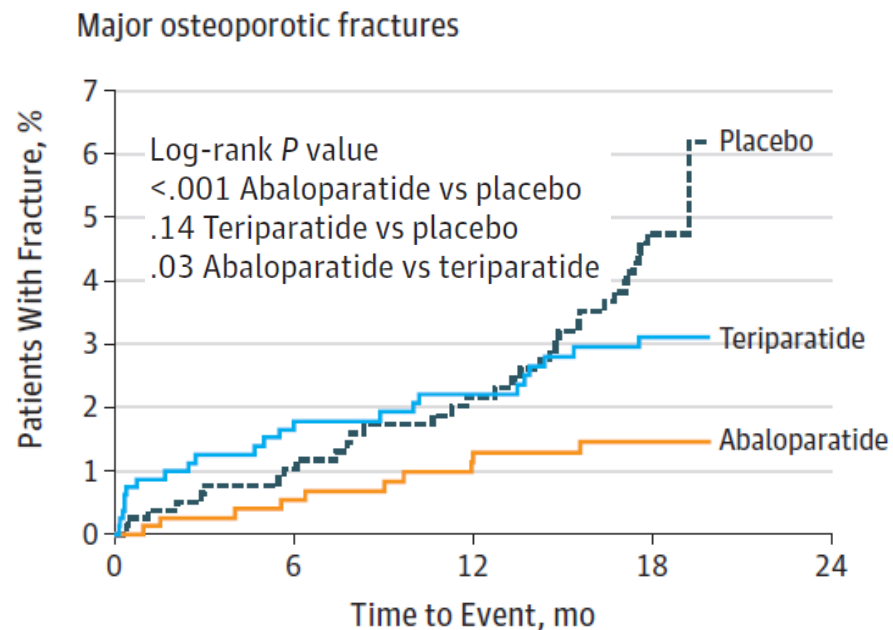 Major osteoporotic fractures
Patients With Fracture, %
7
6
5
4
3
2
1
0
Log-rank P value
<.001 Abaloparatide vs placebo
.14 Teriparatide vs placebo
.03 Abaloparatide vs teriparatide
Placebo
Teriparatide
Abaloparatide
0 6 12 18 24
Time to Event, mo